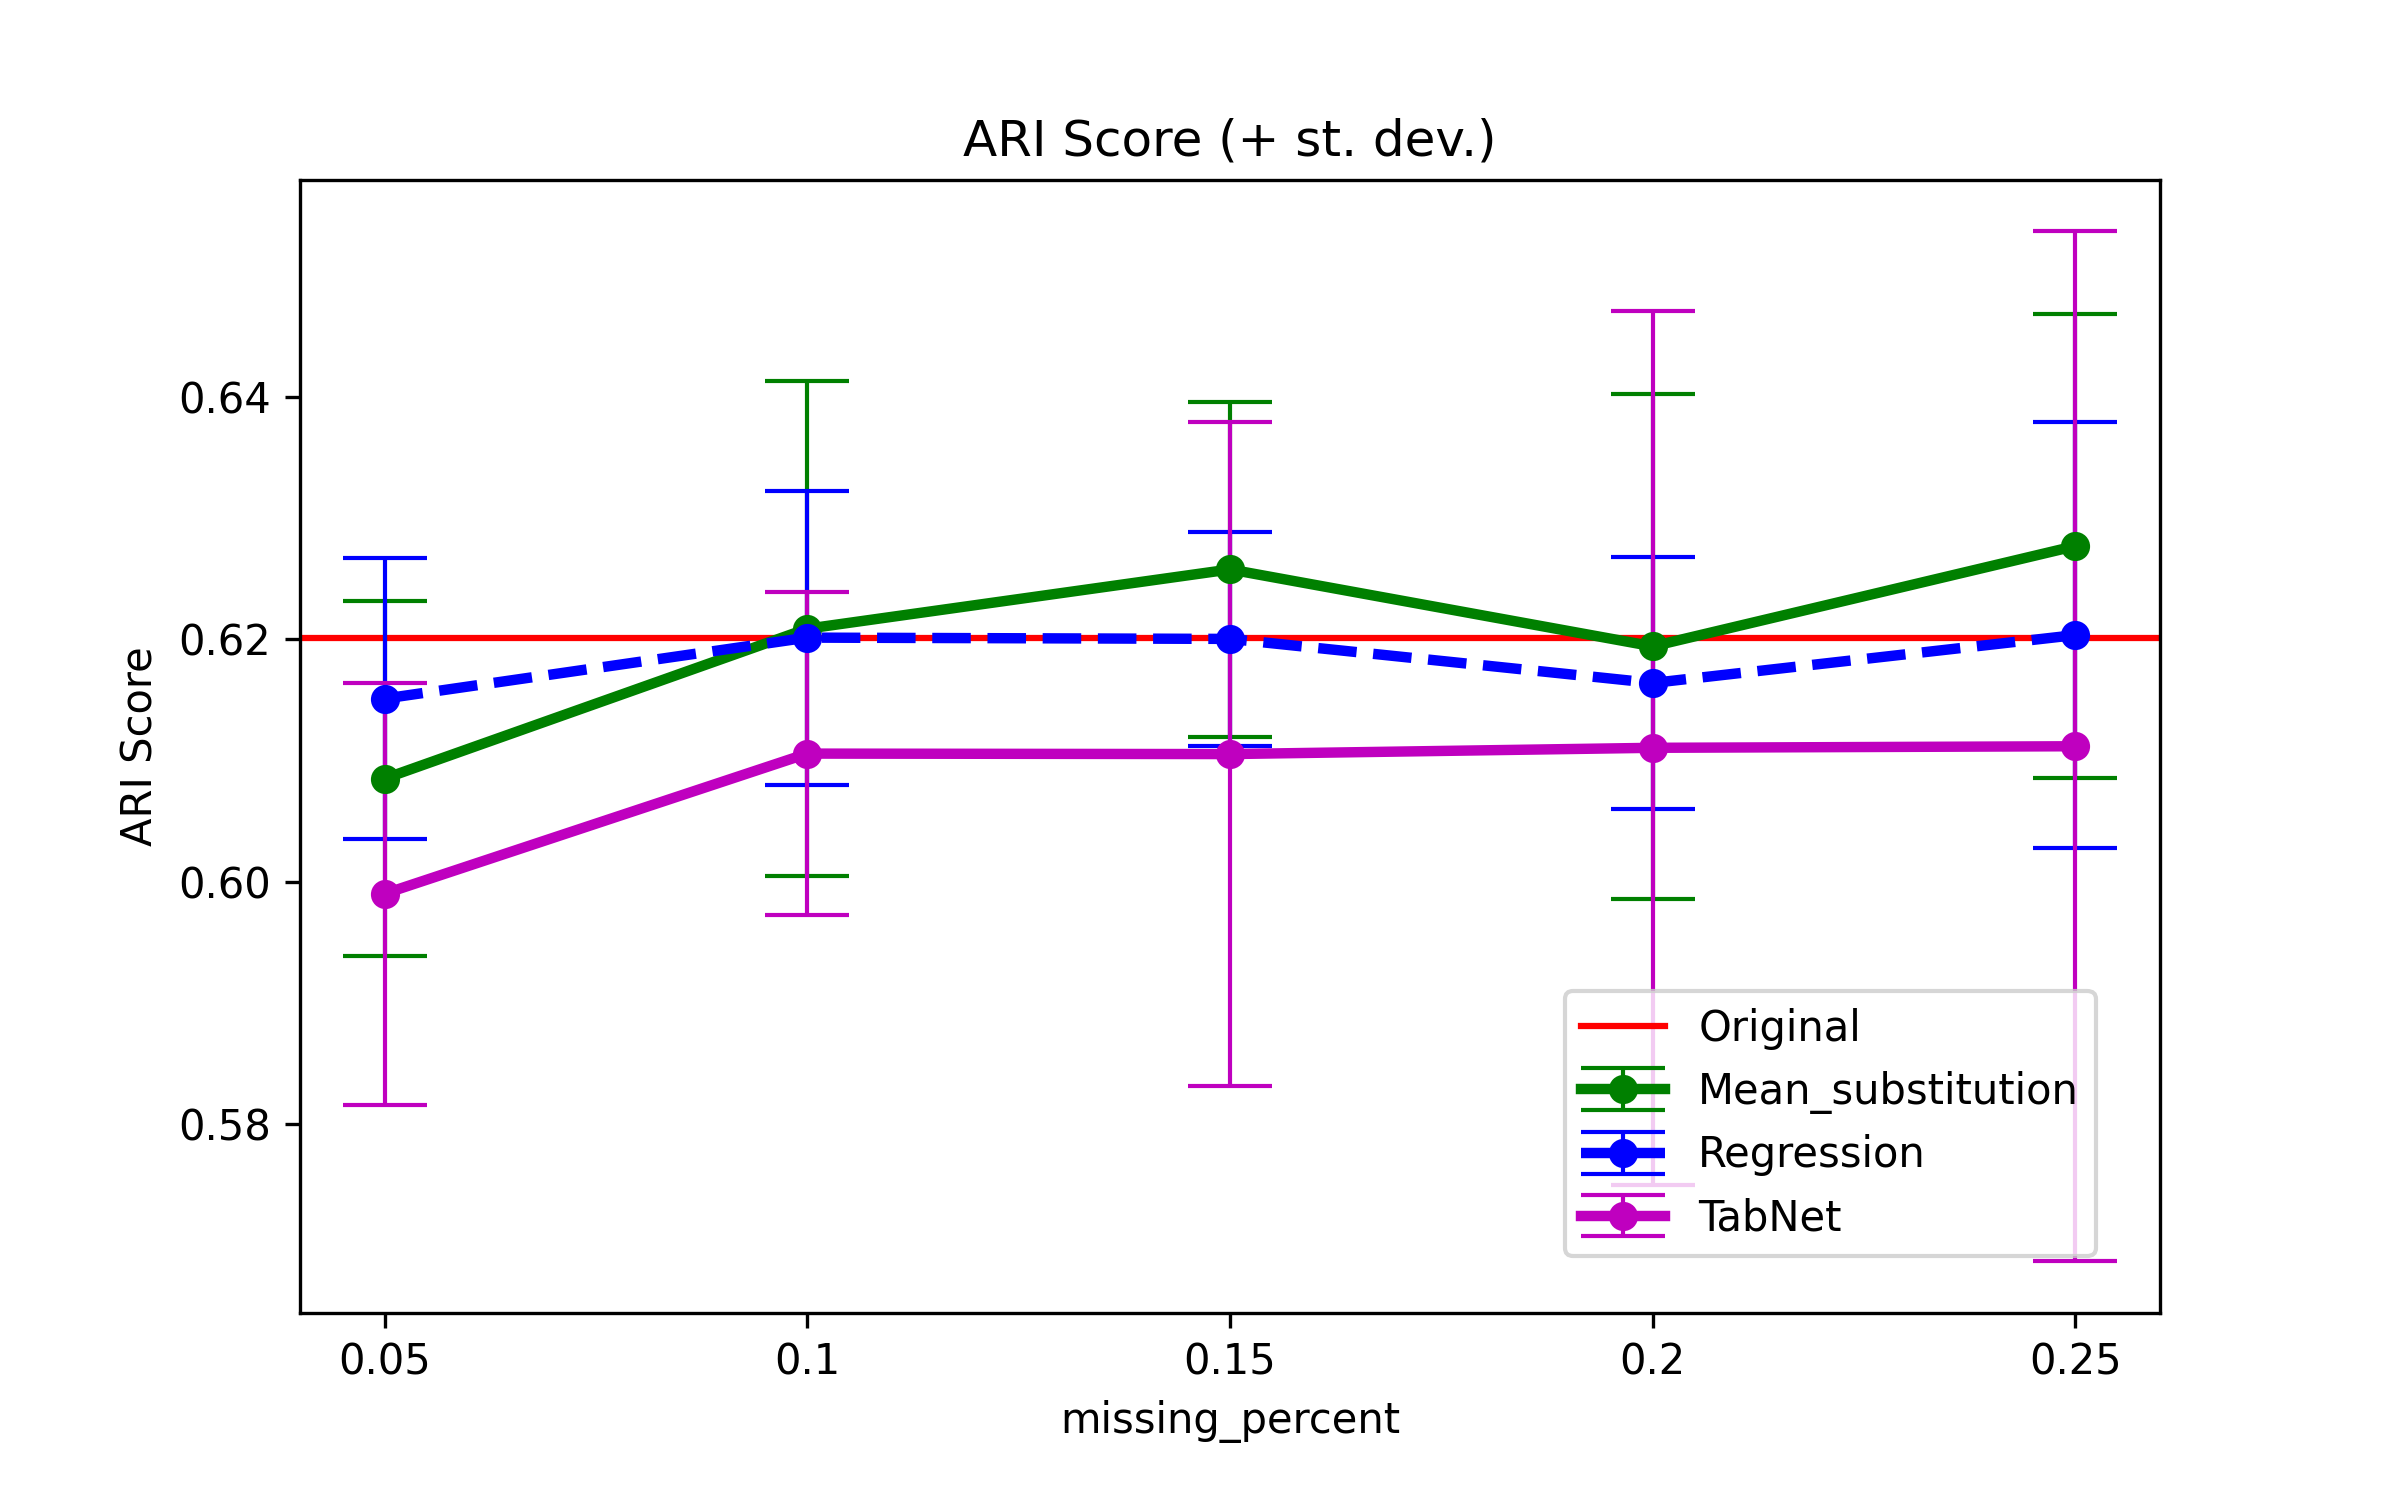 ARI Score (+ st. dev.)
ARI Score
0.64
0.62
0.60
0.58
Original
Mean_substitution
Regression
TabNet
0.05 0.1 0.15 0.2 0.25
missing_percent